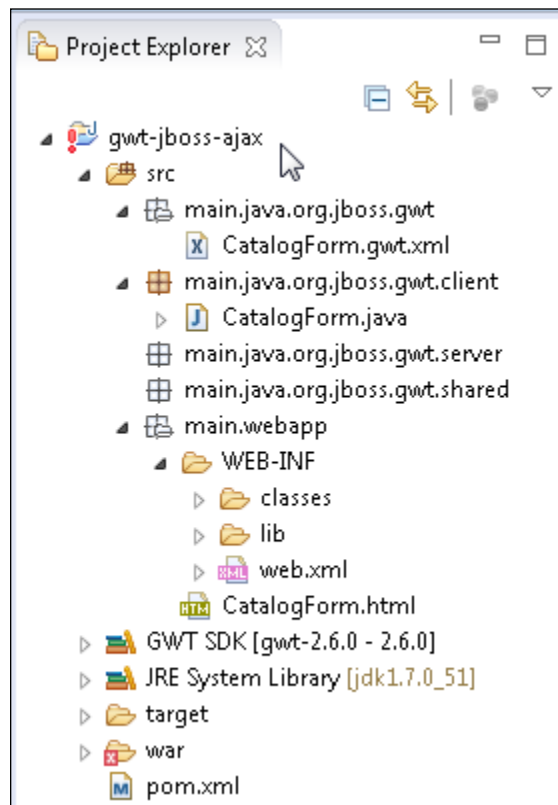 Project Explorer
gwt-jboss-ajax
src
main.java.org.jboss.gwt
CatalogForm.gwt.xml
main.java.org.jboss.gwt.client
CatalogForm.java
main.java.org.jboss.gwt.server
main.java.org.jboss.gwt.shared
main.webapp
WEB-INF
classes
lib
web.xml
CatalogForm.html
GWT SDK [gwt-2.6.0 - 2.6.0]
JRE System Library [jdk1.7.0_51]
target
war
pom.xml